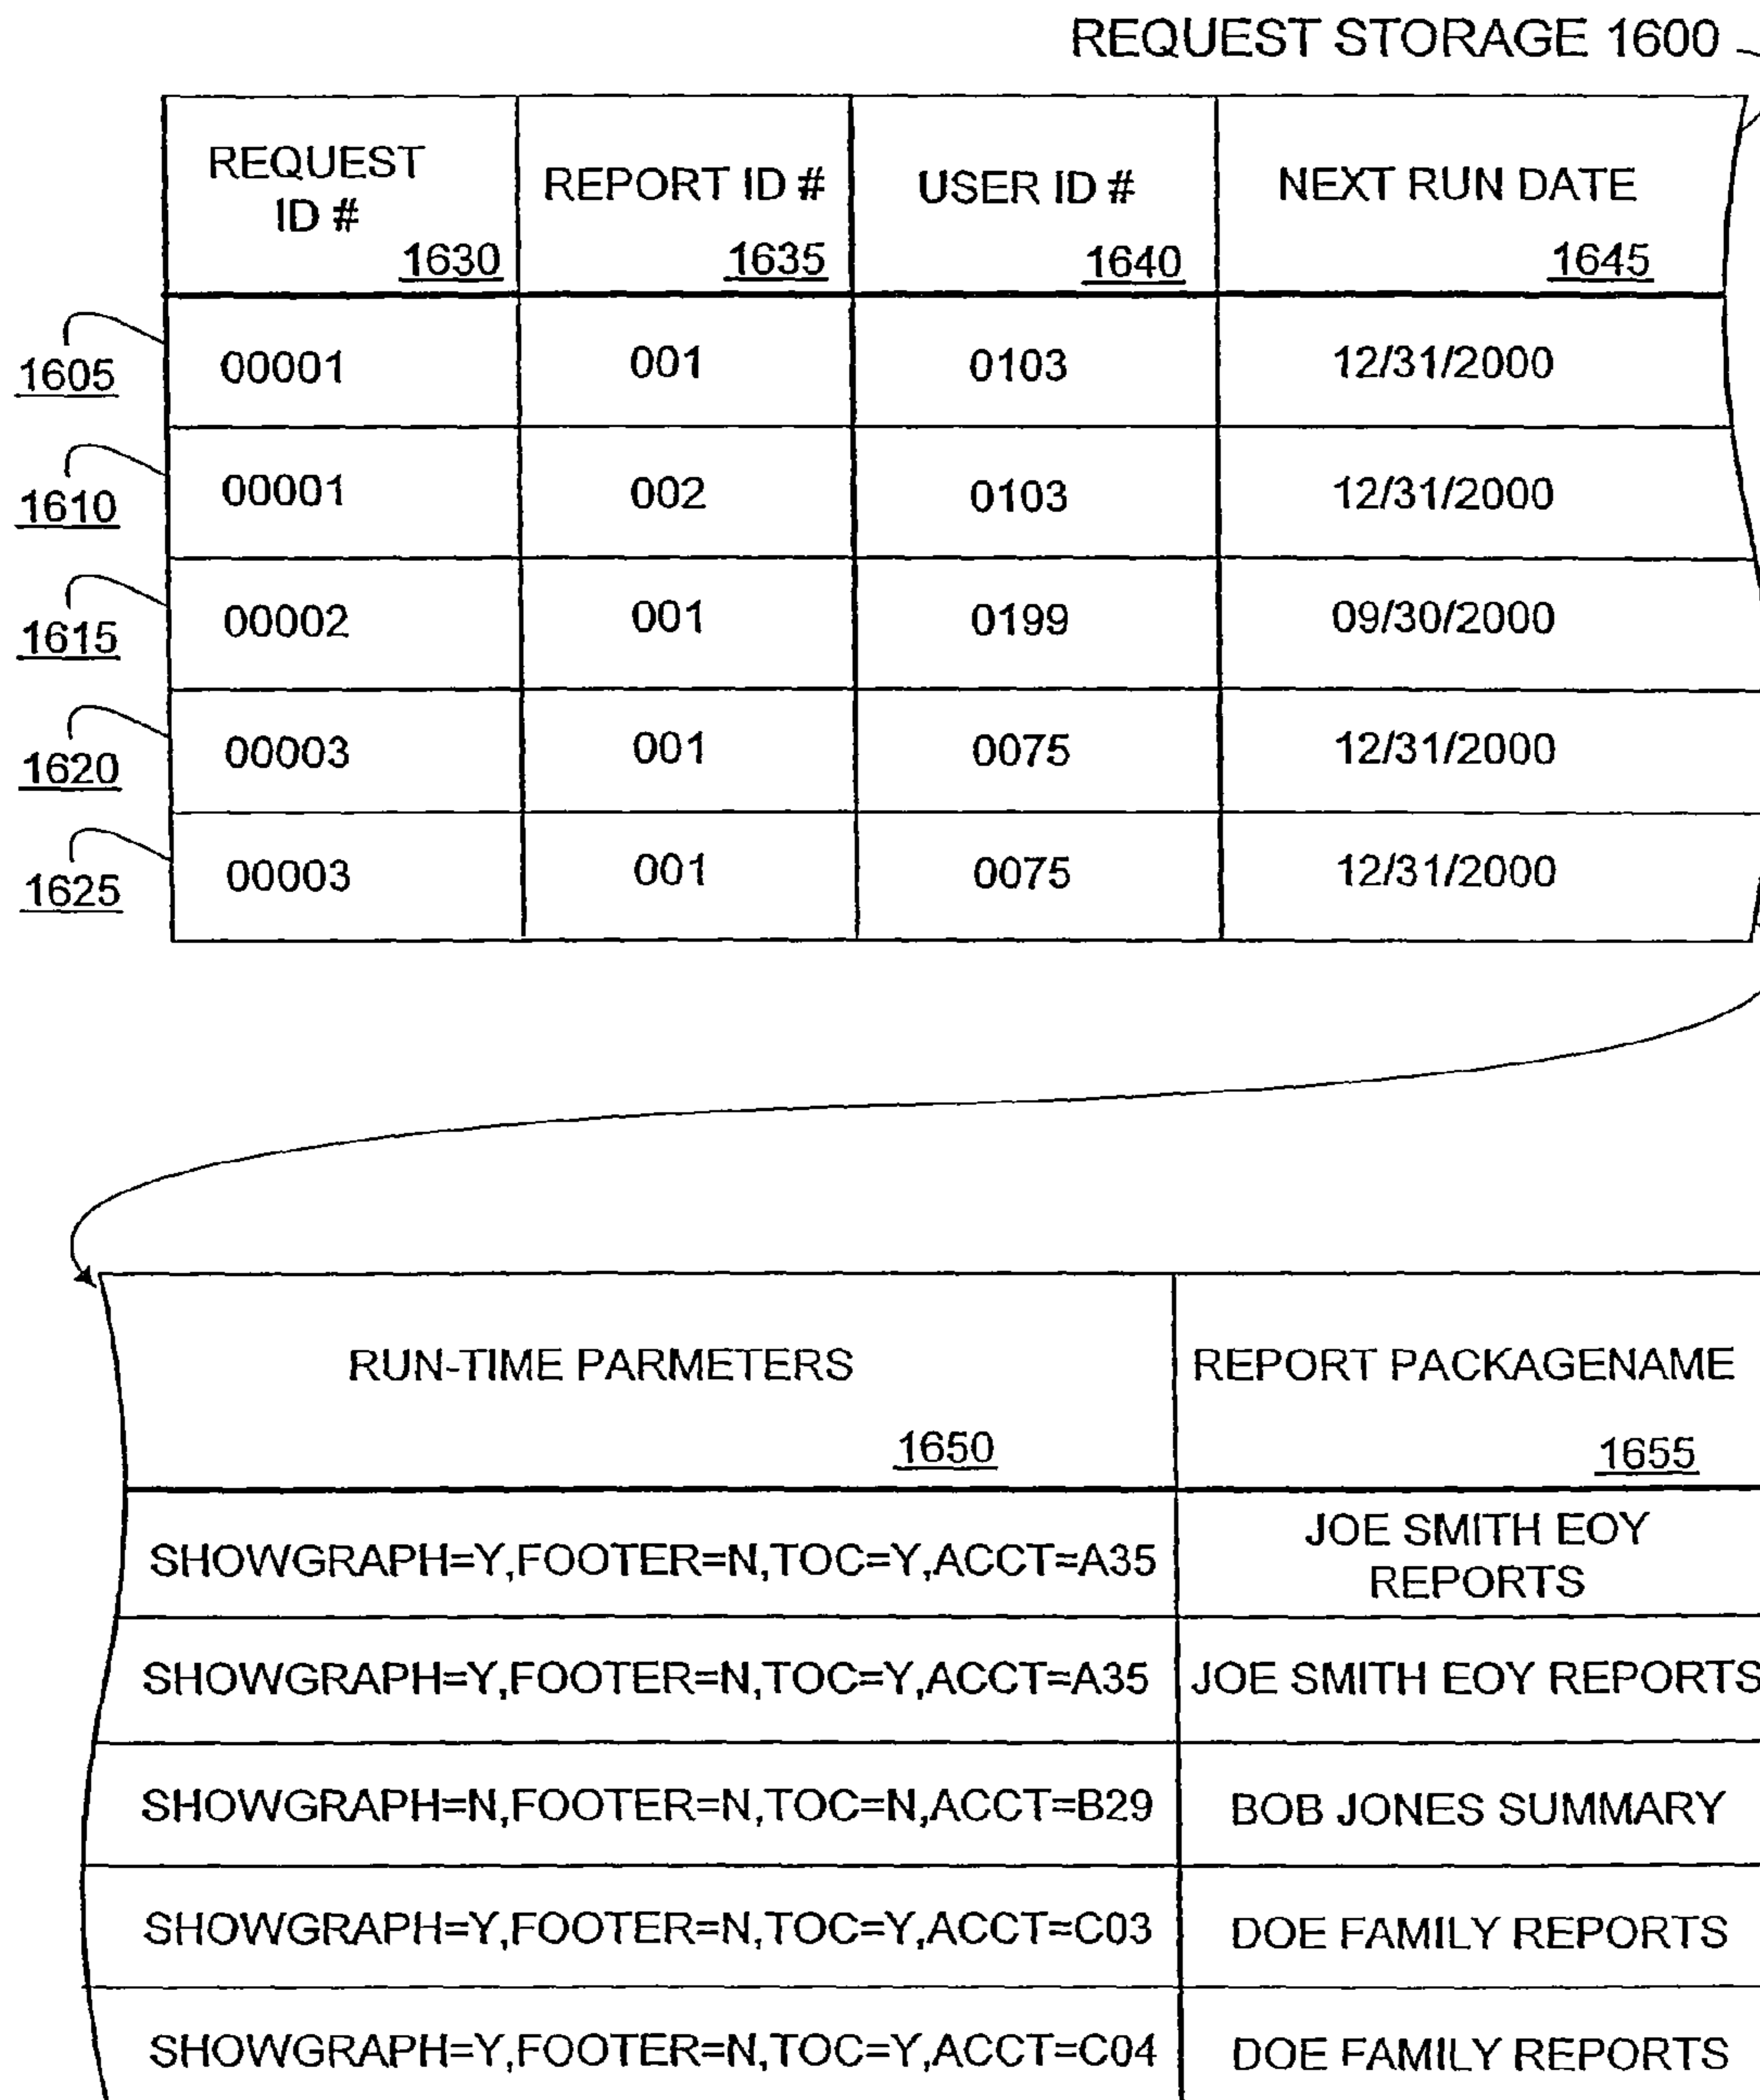 REQUEST STORAGE 1600
REQUEST
ID #
1630
REPORT ID #
1635
USER ID #
1640
NEXT RUN DATE
1645
1605
00001 001 0103 12/31/2000
1610
00001 002 0103 12/31/2000
1615
00002 001 0199 09/30/2000
1620
00003 001 0075 12/31/2000
1625
00003 001 0075 12/31/2000
RUN-TIME PARMETERS
1650
REPORT PACKAGENAME
1655
SHOWGRAPH=Y,FOOTER=N,TOC=Y,ACCT=A35
JOE SMITH EOY
REPORTS
SHOWGRAPH=Y,FOOTER=N,TOC=Y,ACCT=A35 JOE SMITH EOY REPORTS
SHOWGRAPH=N,FOOTER=N,TOC=N,ACCT=B29 BOB JONES SUMMARY
SHOWGRAPH=Y,FOOTER=N,TOC=Y,ACCT=C03 DOE FAMILY REPORTS
SHOWGRAPH=Y,FOOTER=N,TOC=Y,ACCT=C04 DOE FAMILY REPORTS